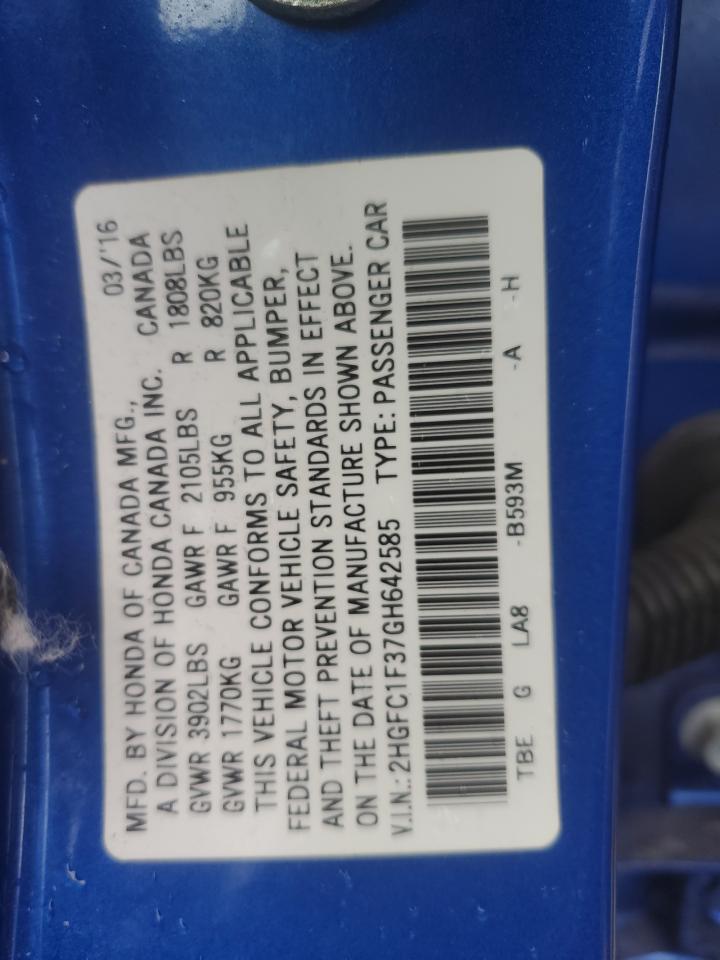 MFD. BY HONDA OF CANADA MFG., 03/'16
A DIVISION OF HONDA CANADA INC. CANADA
GVWR 3902LBS GAWR F 2105LBS R 1808LBS
GVWR 1770KG GAWR F 955KG R 820KG
THIS VEHICLE CONFORMS TO ALL APPLICABLE
FEDERAL MOTOR VEHICLE SAFETY, BUMPER,
AND THEFT PREVENTION STANDARDS IN EFFECT
ON THE DATE OF MANUFACTURE SHOWN ABOVE.
V.I.N.: 2HGFC1F37GH642585 TYPE: PASSENGER CAR
TBE G LA8 -B593M -A -H